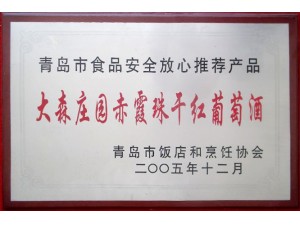 青岛市食品安全放心推荐产品
大森庄园赤霞珠干红葡萄酒
青岛市饭店和烹饪协会
二〇〇五年十二月